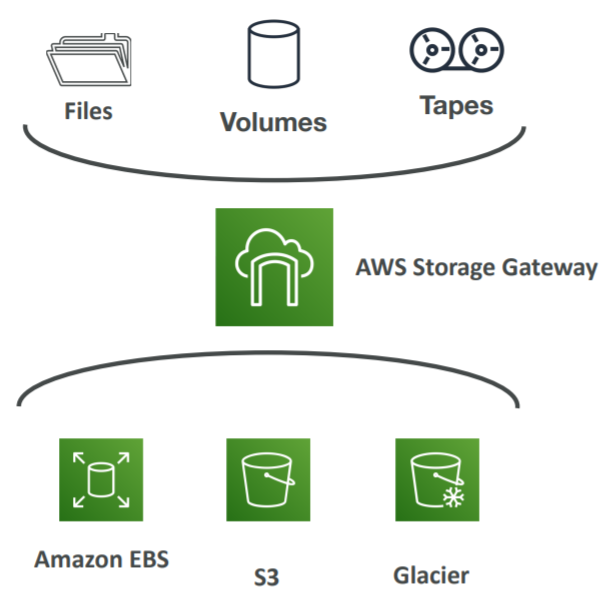 Files
Volumes
Tapes
AWS Storage Gateway
Amazon EBS
S3
Glacier